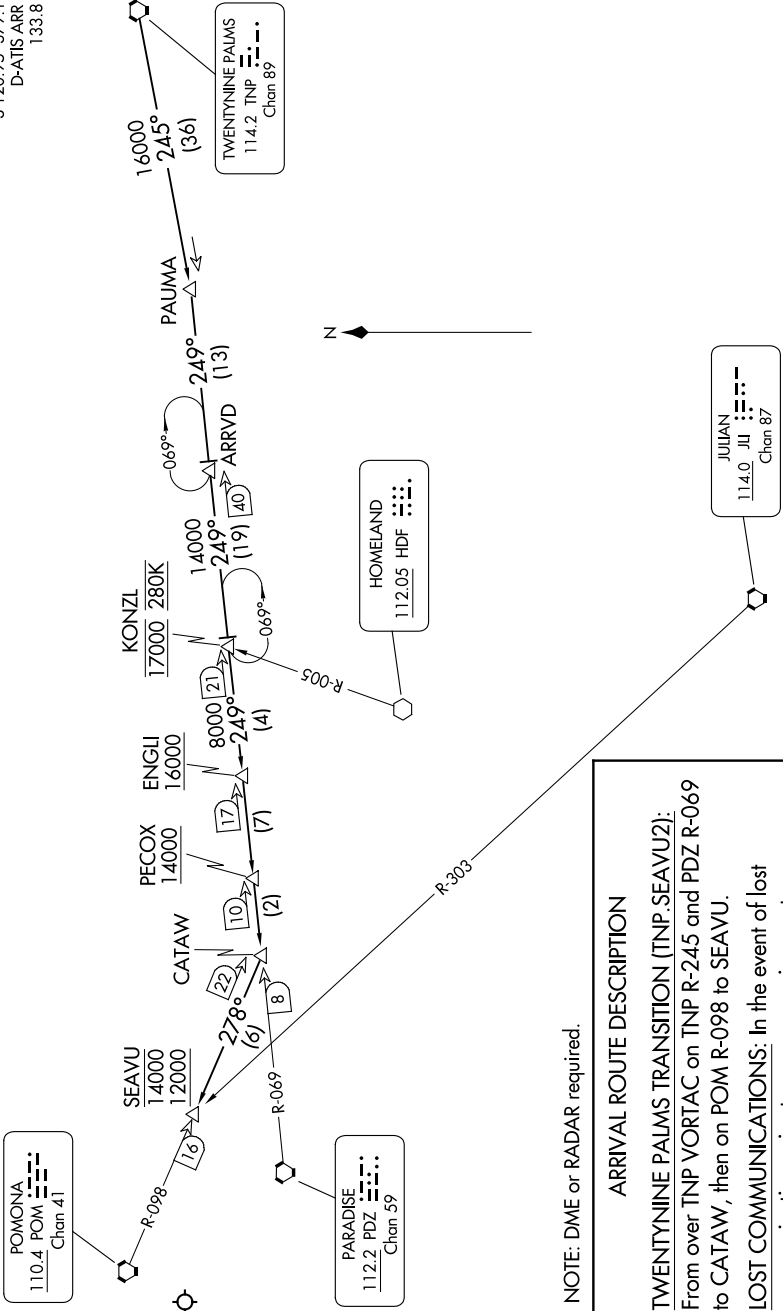 D-ATIS ARR
133.8
16000
245°
(36)
TWENTYNINE PALMS
114.2 TNP
Chan 89
PAUMA
249°
(13)
N
069°
ARRVD
40
14000
249°
(19)
KONZL
17000 280K
069°
21
8000
249°
(4)
R-005
HOMELAND
112.05 HDF
JULIAN
114.0 JLI
Chan 87
ENGLI
16000
17
(7)
PECOX
14000
10
(2)
CATAW
22
8
278°
(6)
R-069
R-303
SEAVU
14000
12000
16
R-098
POMONA
110.4 POM
Chan 41
PARADISE
112.2 PDZ
Chan 59
NOTE: DME or RADAR required.
ARRIVAL ROUTE DESCRIPTION
TWENTYNINE PALMS TRANSITION (TNP.SEAVU2):
From over TNP VORTAC on TNP R-245 and PDZ R-069
to CATAW, then on POM R-098 to SEAVU.
LOST COMMUNICATIONS: In the event of lost